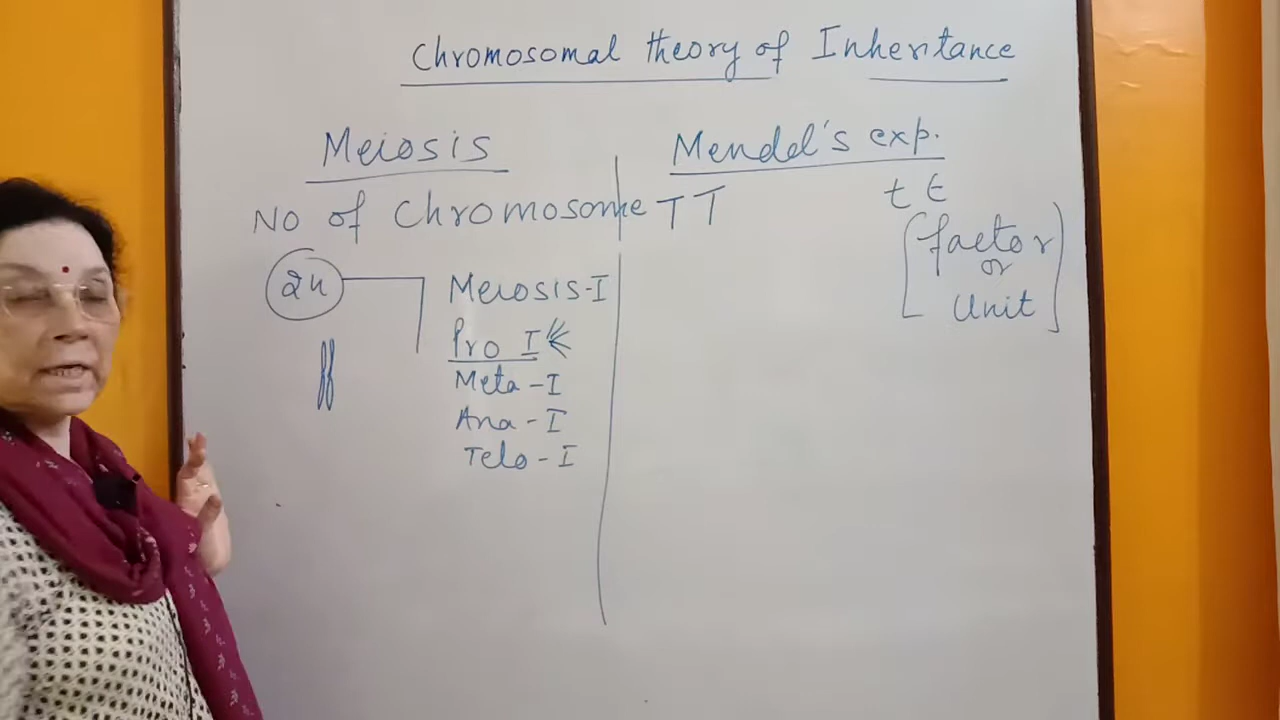 Chromosomal theory of Inheritance
Meiosis
No of Chromosome
2n
Meiosis-I
Pro I
Meta - I
Ana - I
Telo - I
Mendel's exp.
TT
tt
factor
or
Unit